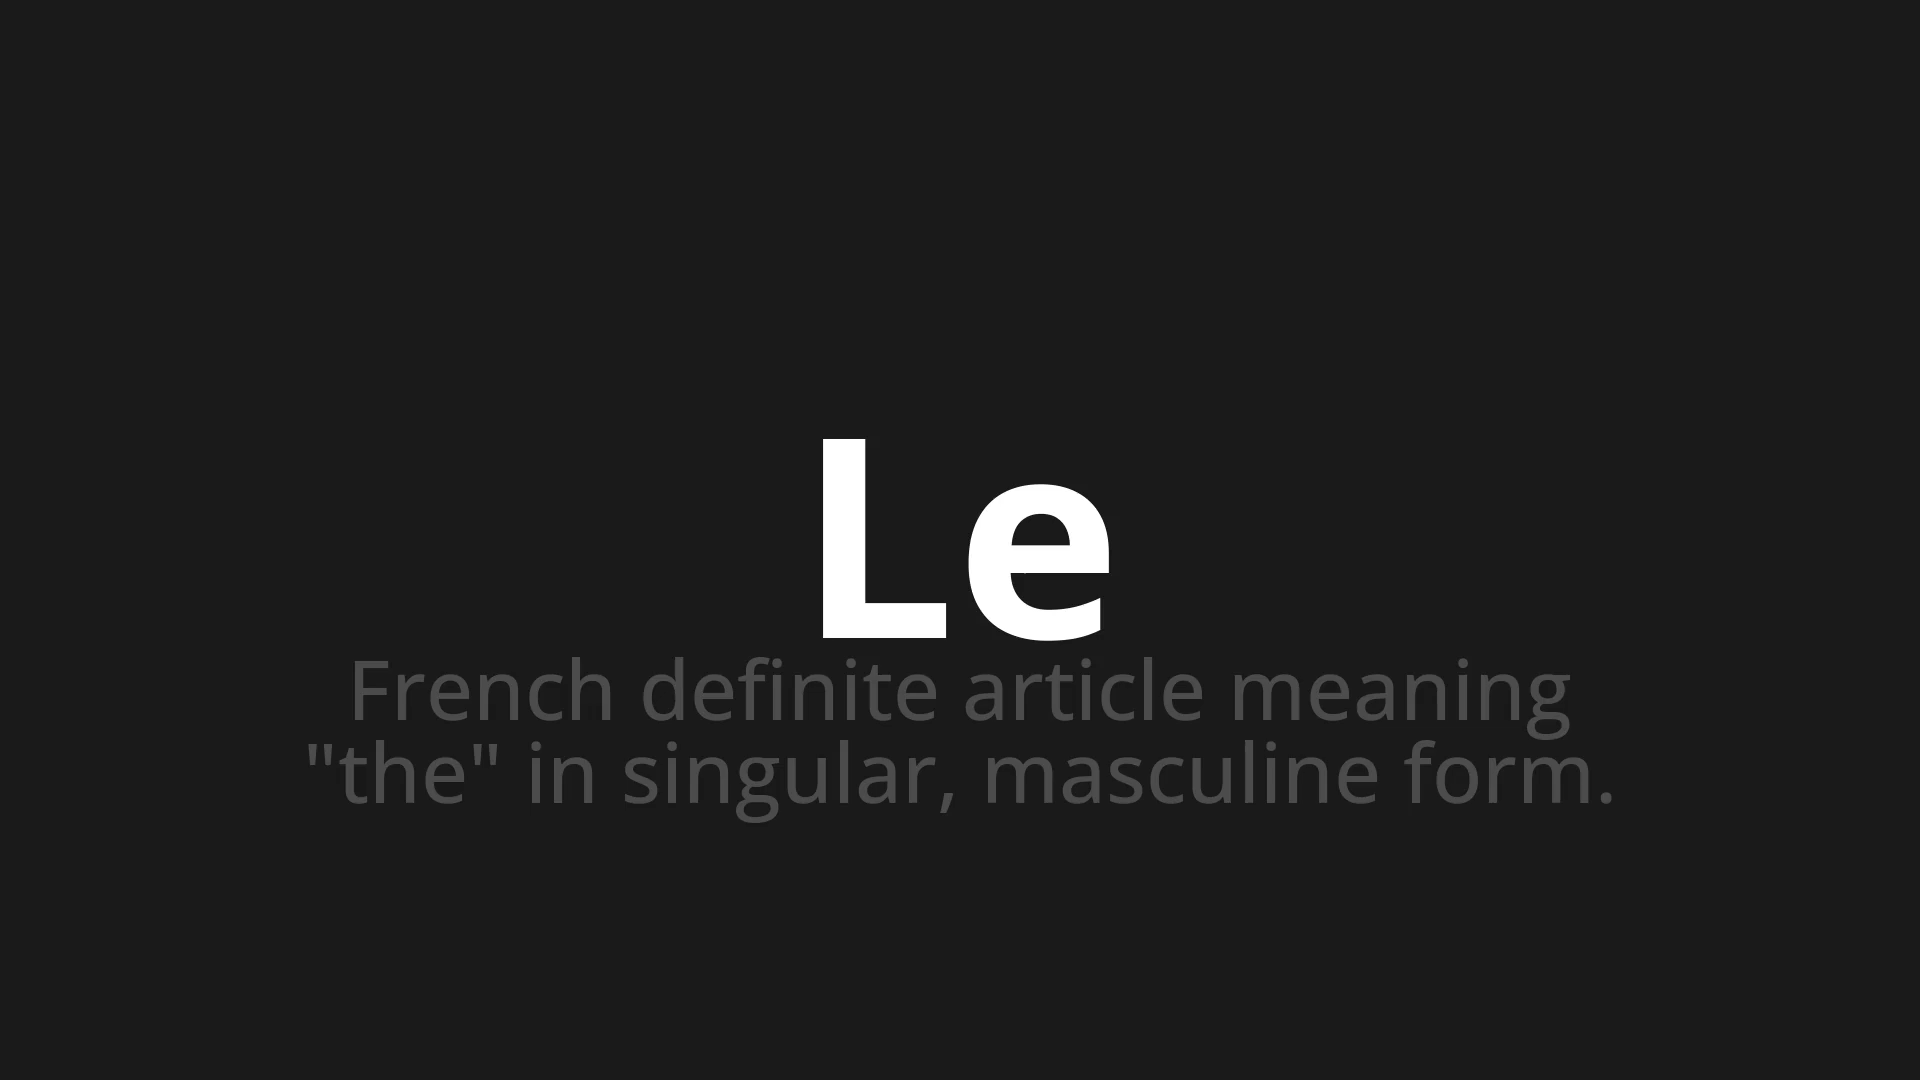 Le
French definite article meaning
"the" in singular, masculine form.